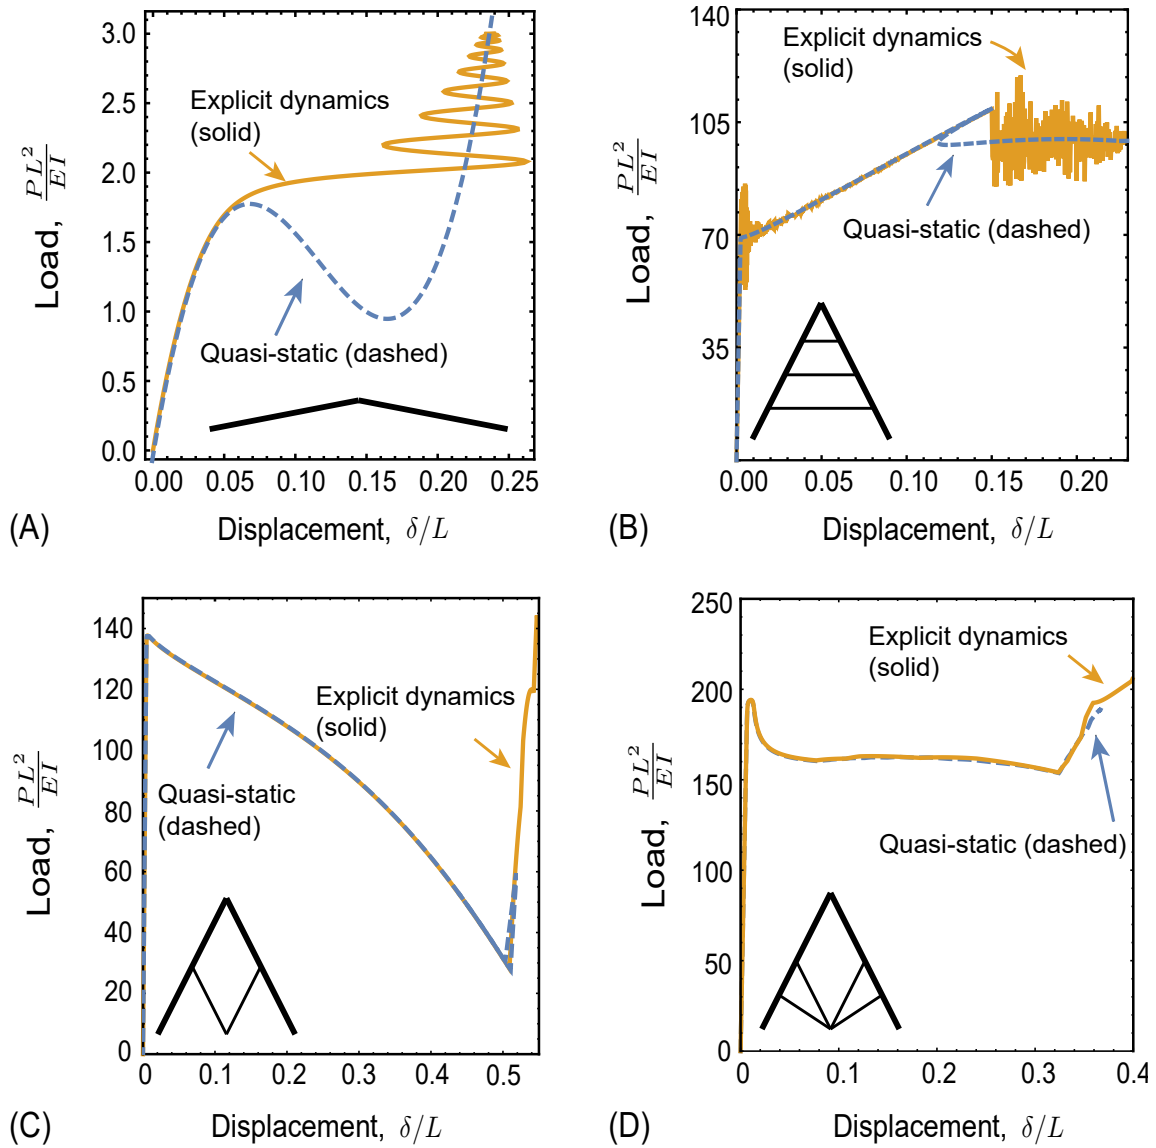 3.0
2.5
2.0
1.5
1.0
0.5
0.0
Load, PL²/EI
Explicit dynamics
(solid)
Quasi-static (dashed)
0.00 0.05 0.10 0.15 0.20 0.25
Displacement, δ/L
(A)
140
105
70
35
Load, PL²/EI
Explicit dynamics
(solid)
Quasi-static (dashed)
0.00 0.05 0.10 0.15 0.20
Displacement, δ/L
(B)
140
120
100
80
60
40
20
0
Load, PL²/EI
Explicit dynamics
(solid)
Quasi-static
(dashed)
0 0.1 0.2 0.3 0.4 0.5
Displacement, δ/L
(C)
250
200
150
100
50
0
Load, PL²/EI
Explicit dynamics
(solid)
Quasi-static (dashed)
0 0.1 0.2 0.3 0.4
Displacement, δ/L
(D)